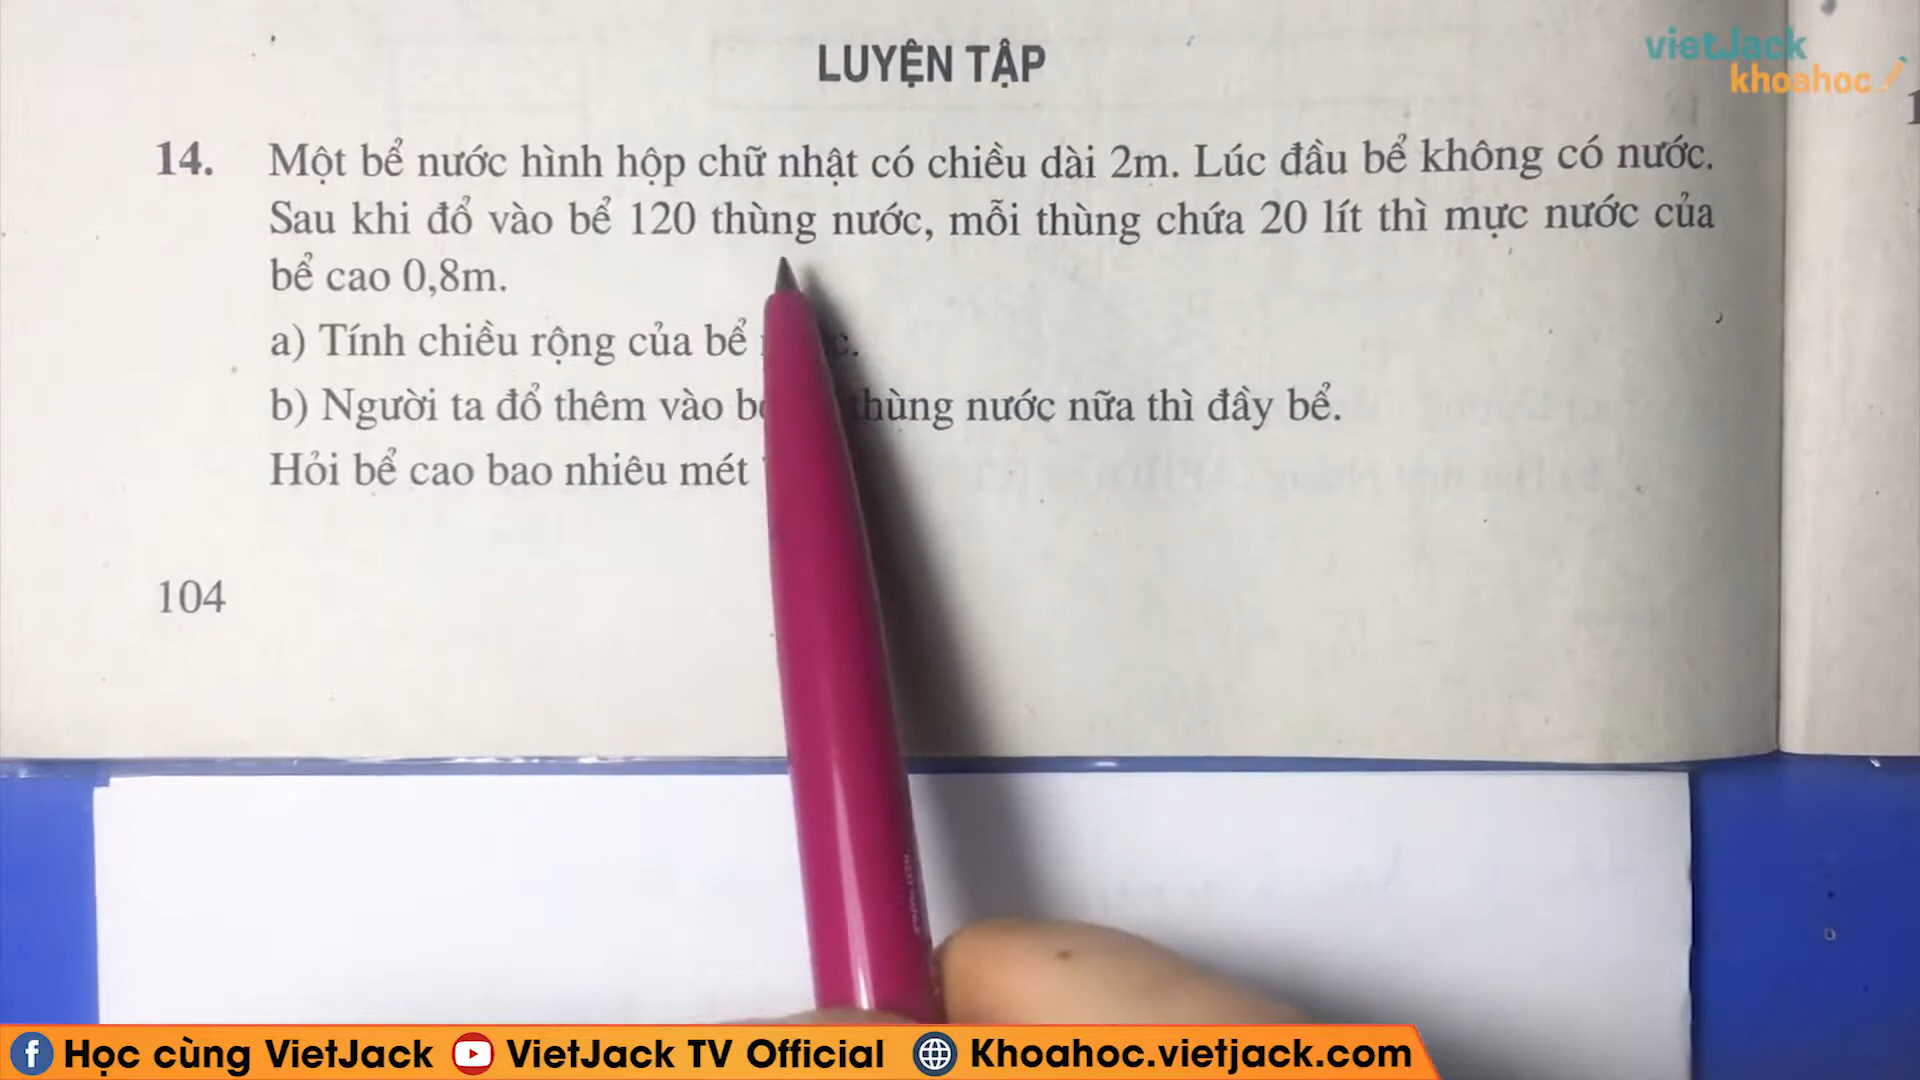 LUYỆN TẬP
vietJack
khoahoc
14. Một bể nước hình hộp chữ nhật có chiều dài 2m. Lúc đầu bể không có nước.
Sau khi đổ vào bể 120 thùng nước, mỗi thùng chứa 20 lít thì mực nước của
bể cao 0,8m.
a) Tính chiều rộng của bể
b) Người ta đổ thêm vào thùng nước nữa thì đầy bể.
Hỏi bể cao bao nhiêu mét
104
Học cùng VietJack VietJack TV Official Khoahoc.vietjack.com